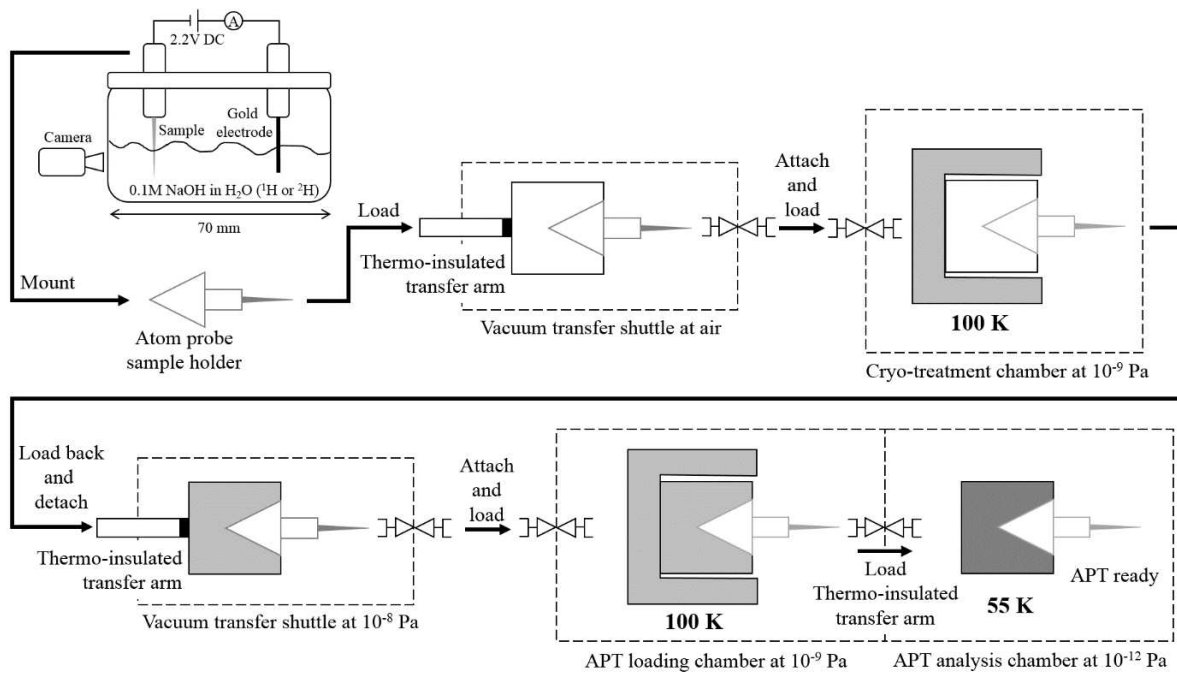 A
2.2V DC
Camera
Sample
Gold
electrode
0.1M NaOH in H₂O (¹H or ²H)
70 mm
Mount
Atom probe
sample holder
Load
Thermo-insulated
transfer arm
Vacuum transfer shuttle at air
Attach
and
load
100 K
Cryo-treatment chamber at 10⁻⁹ Pa
Load back
and
detach
Thermo-insulated
transfer arm
Vacuum transfer shuttle at 10⁻⁸ Pa
Attach
and
load
100 K
APT loading chamber at 10⁻⁹ Pa
Load
Thermo-insulated
transfer arm
55 K
APT ready
APT analysis chamber at 10⁻¹² Pa